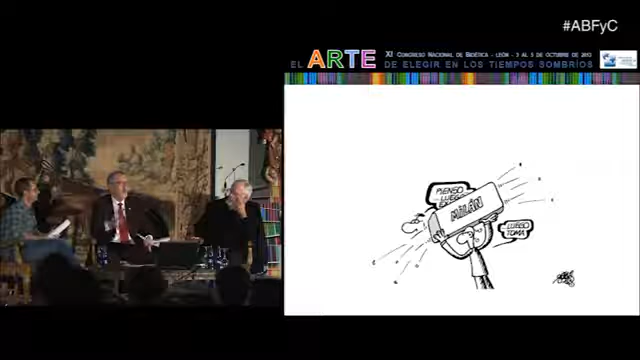 #ABFyC
XI CONGRESO NACIONAL DE BIOÉTICA - LEÓN - 3 AL 5 DE OCTUBRE DE 2013
EL ARTE DE ELEGIR EN LOS TIEMPOS SOMBRÍOS
PIENSO
LUEGO
MILÁN
LUEGO
TOMA